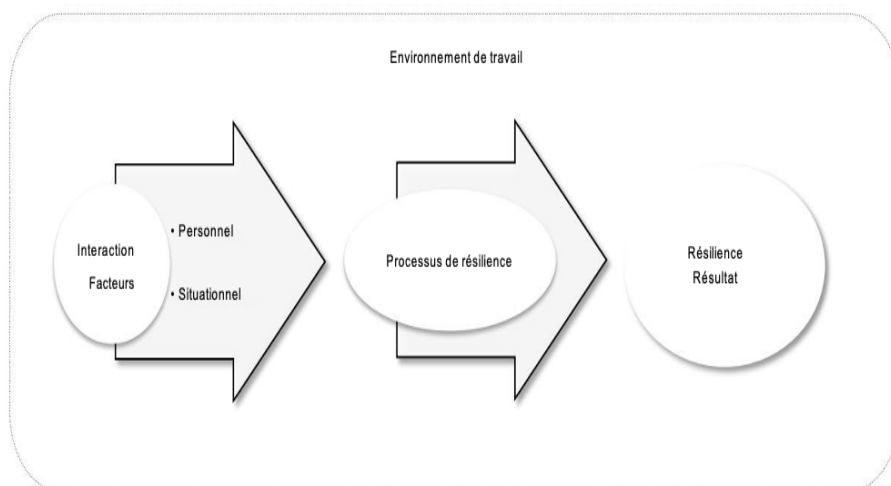 Environnement de travail
Interaction
Facteurs
• Personnel
• Situationnel
Processus de résilience
Résilience
Résultat